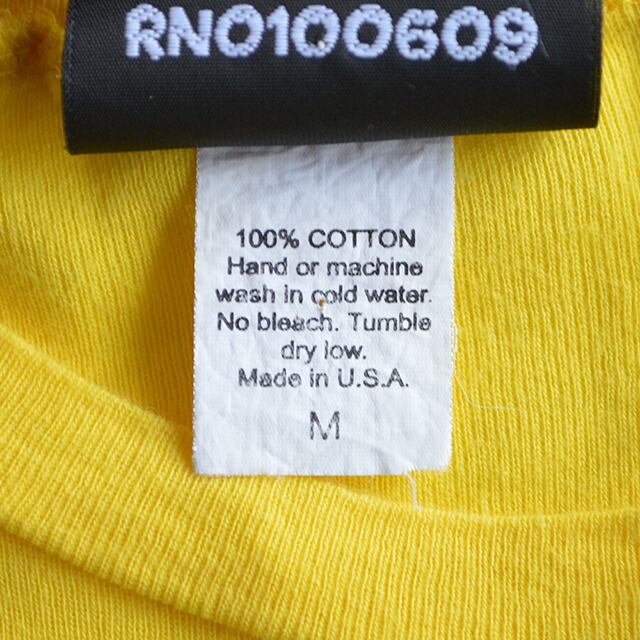 RN0100609
100% COTTON
Hand or machine
wash in cold water.
No bleach. Tumble
dry low.
Made in U.S.A.
M